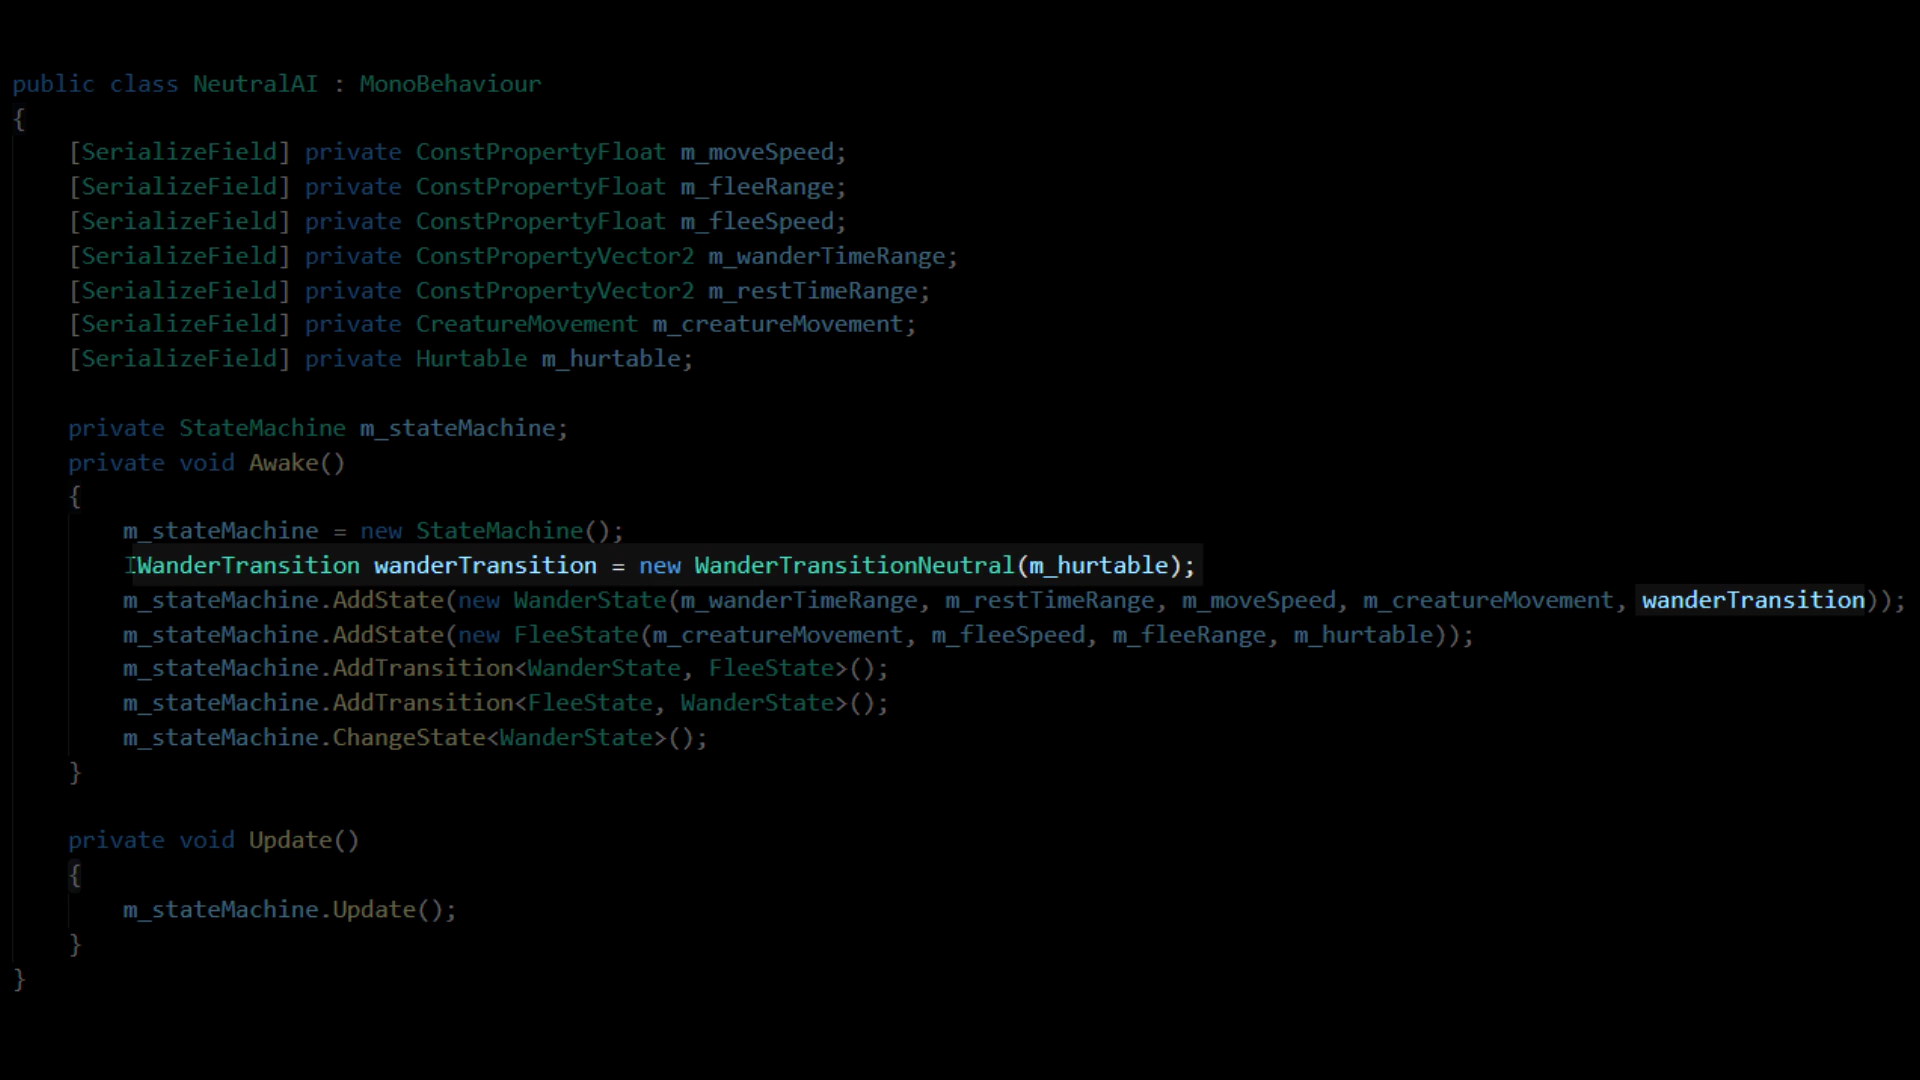 public class NeutralAI : MonoBehaviour
{
[SerializeField] private ConstPropertyFloat m_moveSpeed;
[SerializeField] private ConstPropertyFloat m_fleeRange;
[SerializeField] private ConstPropertyFloat m_fleeSpeed;
[SerializeField] private ConstPropertyVector2 m_wanderTimeRange;
[SerializeField] private ConstPropertyVector2 m_restTimeRange;
[SerializeField] private CreatureMovement m_creatureMovement;
[SerializeField] private Hurtable m_hurtable;
private StateMachine m_stateMachine;
private void Awake()
{
m_stateMachine = new StateMachine();
IWanderTransition wanderTransition = new WanderTransitionNeutral(m_hurtable);
m_stateMachine.AddState(new WanderState(m_wanderTimeRange, m_restTimeRange, m_moveSpeed, m_creatureMovement, wanderTransition));
m_stateMachine.AddState(new FleeState(m_creatureMovement, m_fleeSpeed, m_fleeRange, m_hurtable));
m_stateMachine.AddTransition<WanderState, FleeState>();
m_stateMachine.AddTransition<FleeState, WanderState>();
m_stateMachine.ChangeState<WanderState>();
}
private void Update()
{
m_stateMachine.Update();
}
}